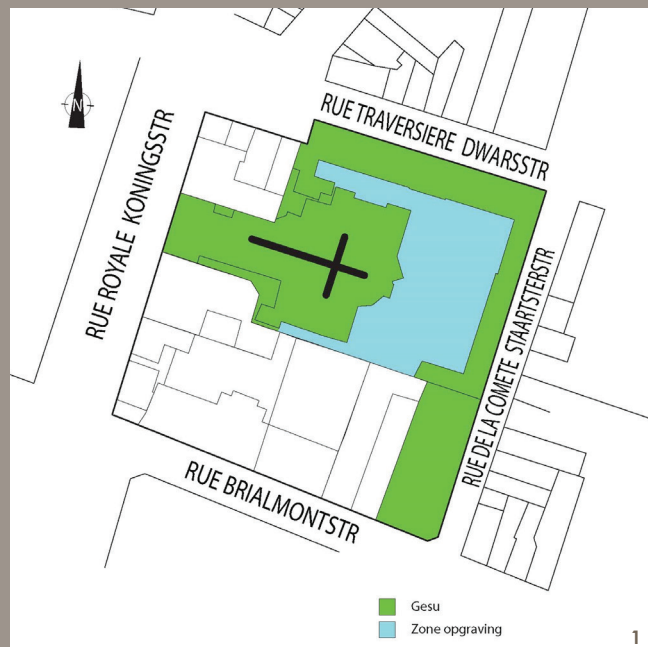 N
RUE TRAVERSIERE DWARSSTR
RUE ROYALE KONINGSSTR
RUE DE LA COMETE STAARTSTERSTR
RUE BRIALMONTSTR
Gesu
Zone opgraving
1